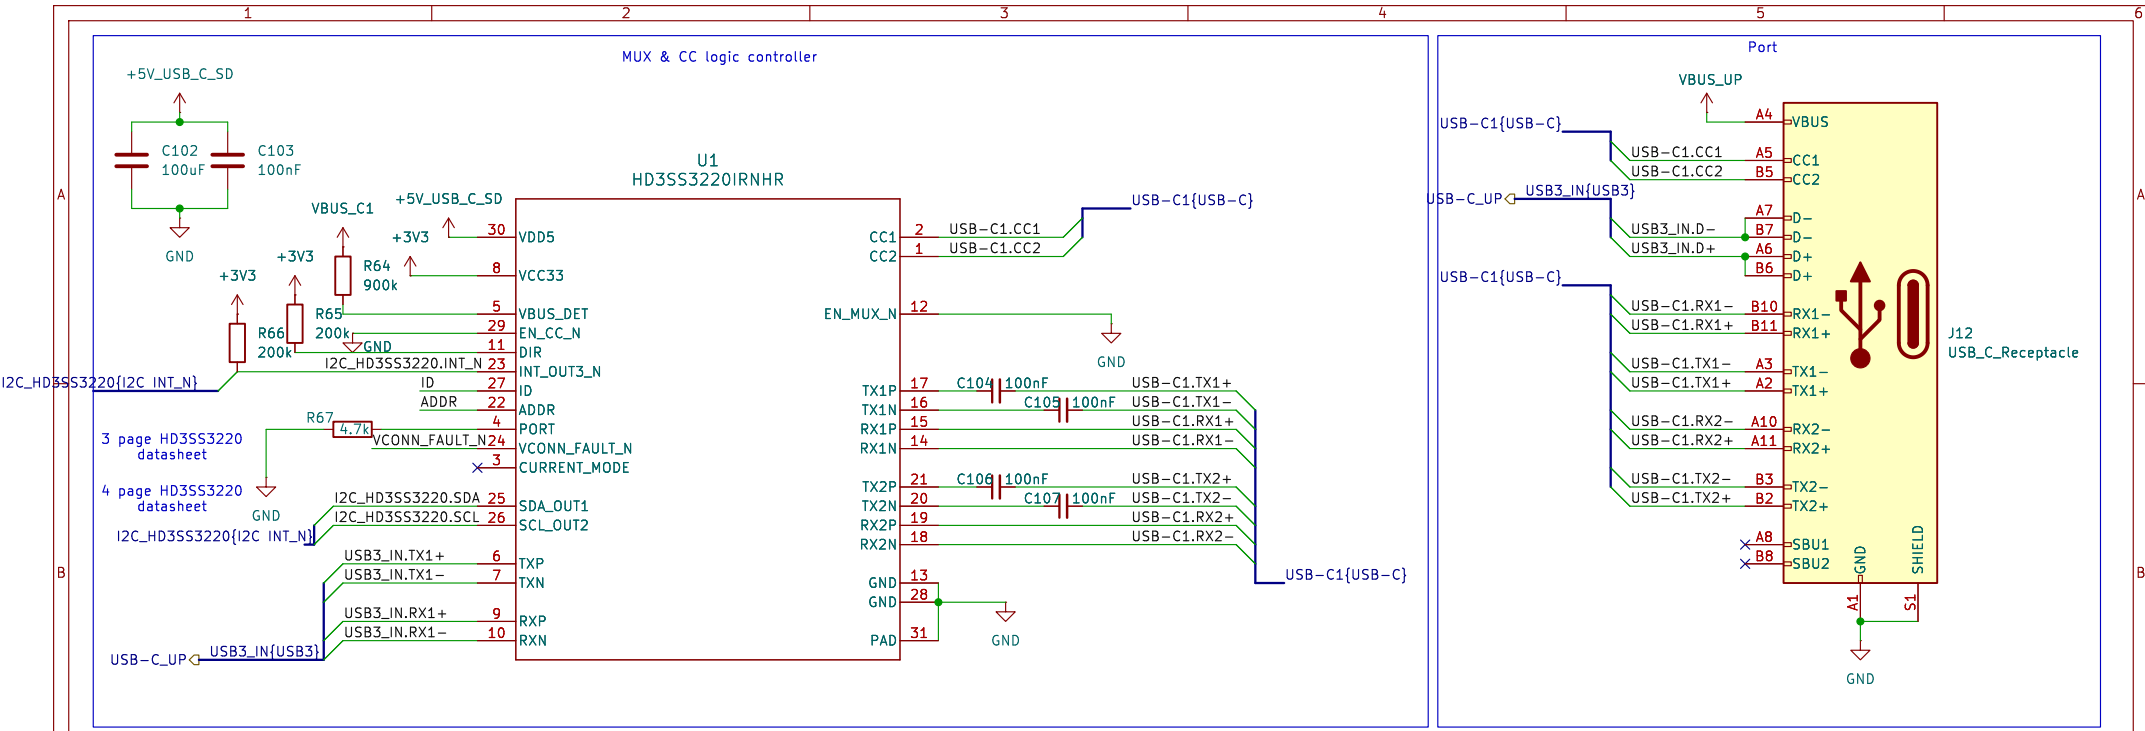 1
2
3
4
5
6
MUX & CC logic controller
+5V_USB_C_SD
C102
100uF
C103
100nF
GND
A
VBUS_C1
R64
900k
+5V_USB_C_SD
+3V3
+3V3
R65
200k
+3V3
R66
200k
GND
I2C_HD3SS3220.INT_N
I2C_HD3SS3220{I2C INT_N}
ID
ADDR
R67
4.7k
VCONN_FAULT_N
3 page HD3SS3220
datasheet
4 page HD3SS3220
datasheet
GND
I2C_HD3SS3220.SDA
I2C_HD3SS3220.SCL
I2C_HD3SS3220{I2C INT_N}
B
USB3_IN.TX1+
USB3_IN.TX1-
USB3_IN.RX1+
USB3_IN.RX1-
USB3_IN{USB3}
USB-C_UP
U1
HD3SS3220IRNHR
30 VDD5
8 VCC33
5 VBUS_DET
29 EN_CC_N
11 DIR
23 INT_OUT3_N
27 ID
22 ADDR
4 PORT
24 VCONN_FAULT_N
3 CURRENT_MODE
25 SDA_OUT1
26 SCL_OUT2
6 TXP
7 TXN
9 RXP
10 RXN
CC1 2 USB-C1.CC1
CC2 1 USB-C1.CC2
USB-C1{USB-C}
EN_MUX_N 12
GND
TX1P 17 C104 100nF USB-C1.TX1+
TX1N 16 C105 100nF USB-C1.TX1-
RX1P 15 USB-C1.RX1+
RX1N 14 USB-C1.RX1-
TX2P 21 C106 100nF USB-C1.TX2+
TX2N 20 C107 100nF USB-C1.TX2-
RX2P 19 USB-C1.RX2+
RX2N 18 USB-C1.RX2-
USB-C1{USB-C}
GND 13
GND 28
PAD 31
GND
Port
VBUS_UP
USB-C1{USB-C}
A4 VBUS
USB-C1.CC1 A5 CC1
USB-C1.CC2 B5 CC2
USB-C_UP
USB3_IN{USB3}
A7 D-
USB3_IN.D- B7 D-
USB3_IN.D+ A6 D+
B6 D+
USB-C1{USB-C}
USB-C1.RX1- B10 RX1-
USB-C1.RX1+ B11 RX1+
USB-C1.TX1- A3 TX1-
USB-C1.TX1+ A2 TX1+
USB-C1.RX2- A10 RX2-
USB-C1.RX2+ A11 RX2+
USB-C1.TX2- B3 TX2-
USB-C1.TX2+ B2 TX2+
A8 SBU1
B8 SBU2
GND
SHIELD
A1
S1
GND
J12
USB_C_Receptacle
A
B